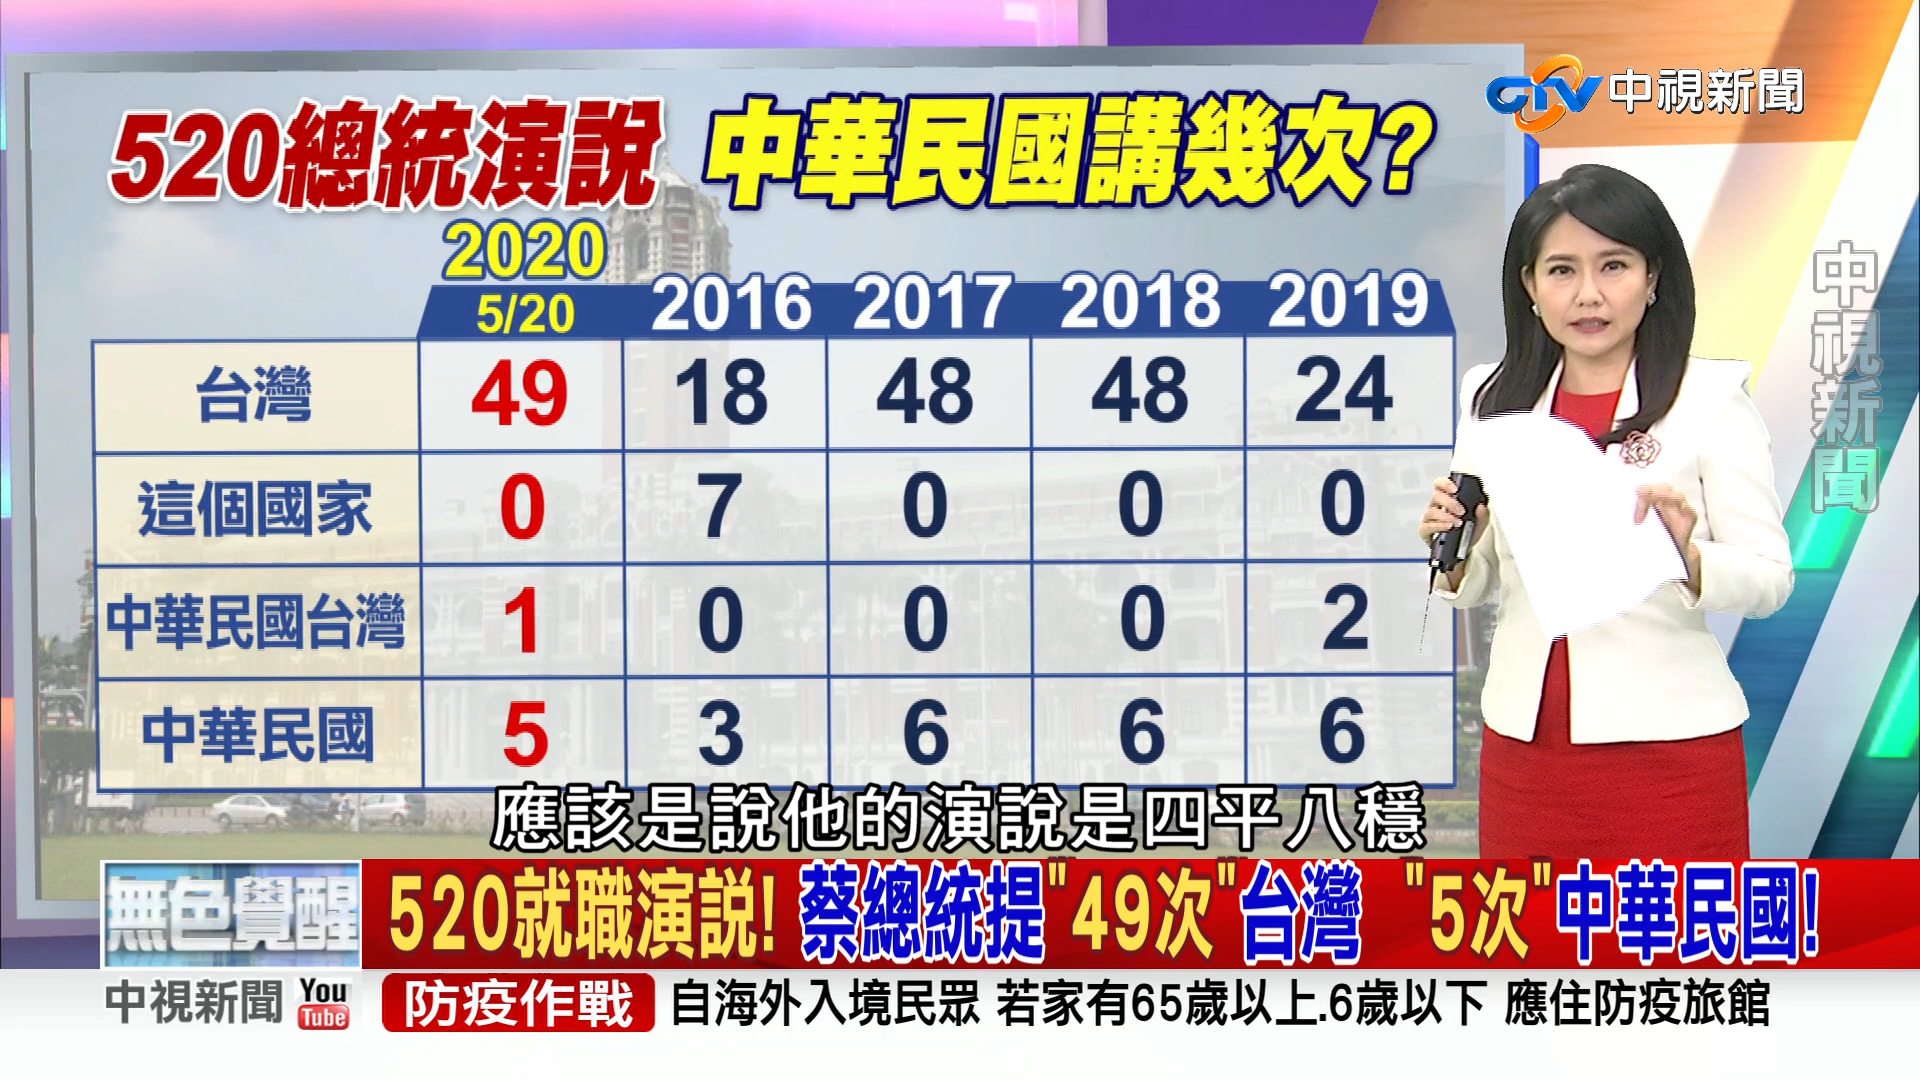 520總統演說 中華民國講幾次?
CTV中視新聞
2020
5/20 2016 2017 2018 2019
台灣 49 18 48 48 24
這個國家 0 7 0 0 0
中華民國台灣 1 0 0 0 2
中華民國 5 3 6 6 6
中視新聞
應該是說他的演說是四平八穩
無色覺醒
520就職演説! 蔡總統提"49次"台灣 "5次"中華民國!
中視新聞 YouTube
防疫作戰 自海外入境民眾 若家有65歲以上.6歲以下 應住防疫旅館